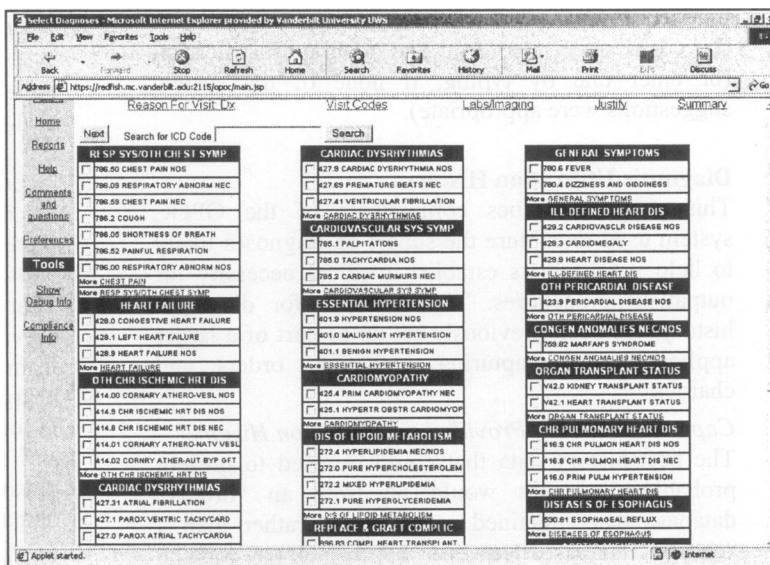 Select Diagnoses - Microsoft Internet Explorer provided by Vanderbilt University UWS
File Edit View Favorites Tools Help
Back Forward Stop Refresh Home Search Favorites History Mail Print Edit Discuss
Address https://redfish.mc.vanderbilt.edu:2115/opoc/main.jsp Go
Reason For Visit: Dx Visit Codes Labs/Imaging Justify Summary
Home
Reports
Help
Comments
and
questions
Preferences
Tools
Show
Debug Info
Compliance
Info
Next Search for ICD Code Search
RESP SYS/OTH CHEST SYMP
786.50 CHEST PAIN NOS
786.09 RESPIRATORY ABNORM NEC
786.59 CHEST PAIN NEC
786.2 COUGH
786.05 SHORTNESS OF BREATH
786.52 PAINFUL RESPIRATION
786.00 RESPIRATORY ABNORM NOS
More CHEST PAIN
More RESP SYS/OTH CHEST SYMP
HEART FAILURE
428.0 CONGESTIVE HEART FAILURE
428.1 LEFT HEART FAILURE
428.9 HEART FAILURE NOS
More HEART FAILURE
OTH CHR ISCHEMIC HRT DIS
414.00 CORNARY ATHERO-VESL NOS
414.9 CHR ISCHEMIC HRT DIS NOS
414.8 CHR ISCHEMIC HRT DIS NEC
414.01 CORNARY ATHERO-NATV VESL
414.02 CORNRY ATHER-AUT BYP GFT
More OTH CHR ISCHEMIC HRT DIS
CARDIAC DYSRHYTHMIAS
427.31 ATRIAL FIBRILLATION
427.1 PAROX VENTRIC TACHYCARD
427.0 PAROX ATRIAL TACHYCARDIA
CARDIAC DYSRHYTHMIAS
427.9 CARDIAC DYSRHYTHMIA NOS
427.69 PREMATURE BEATS NEC
427.41 VENTRICULAR FIBRILLATION
More CARDIAC DYSRHYTHMIAS
CARDIOVASCULAR SYS SYMP
785.1 PALPITATIONS
785.0 TACHYCARDIA NOS
785.2 CARDIAC MURMURS NEC
More CARDIOVASCULAR SYS SYMP
ESSENTIAL HYPERTENSION
401.9 HYPERTENSION NOS
401.0 MALIGNANT HYPERTENSION
401.1 BENIGN HYPERTENSION
More ESSENTIAL HYPERTENSION
CARDIOMYOPATHY
425.4 PRIM CARDIOMYOPATHY NEC
425.1 HYPERTR OBSTR CARDIOMYOP
More CARDIOMYOPATHY
DIS OF LIPOID METABOLISM
272.4 HYPERLIPIDEMIA NEC/NOS
272.0 PURE HYPERCHOLESTEROLEM
272.2 MIXED HYPERLIPIDEMIA
272.1 PURE HYPERGLYCERIDEMIA
More DIS OF LIPOID METABOLISM
REPLACE & GRAFT COMPLIC
996.83 COMPL HEART TRANSPLANT
GENERAL SYMPTOMS
780.6 FEVER
780.4 DIZZINESS AND GIDDINESS
More GENERAL SYMPTOMS
ILL-DEFINED HEART DIS
429.2 CARDIOVASCULAR DISEASE NOS
429.3 CARDIOMEGALY
429.9 HEART DISEASE NOS
More ILL-DEFINED HEART DIS
OTH PERICARDIAL DISEASE
423.9 PERICARDIAL DISEASE NOS
More OTH PERICARDIAL DISEASE
CONGEN ANOMALIES NEC/NOS
759.82 MARFAN'S SYNDROME
More CONGEN ANOMALIES NEC/NOS
ORGAN TRANSPLANT STATUS
V42.0 KIDNEY TRANSPLANT STATUS
V42.1 HEART TRANSPLANT STATUS
More ORGAN TRANSPLANT STATUS
CHR PULMONARY HEART DIS
416.9 CHR PULMON HEART DIS NOS
416.8 CHR PULMON HEART DIS NEC
416.0 PRIM PULM HYPERTENSION
More CHR PULMONARY HEART DIS
DISEASES OF ESOPHAGUS
530.81 ESOPHAGEAL REFLUX
More DISEASES OF ESOPHAGUS
Applet started. Internet